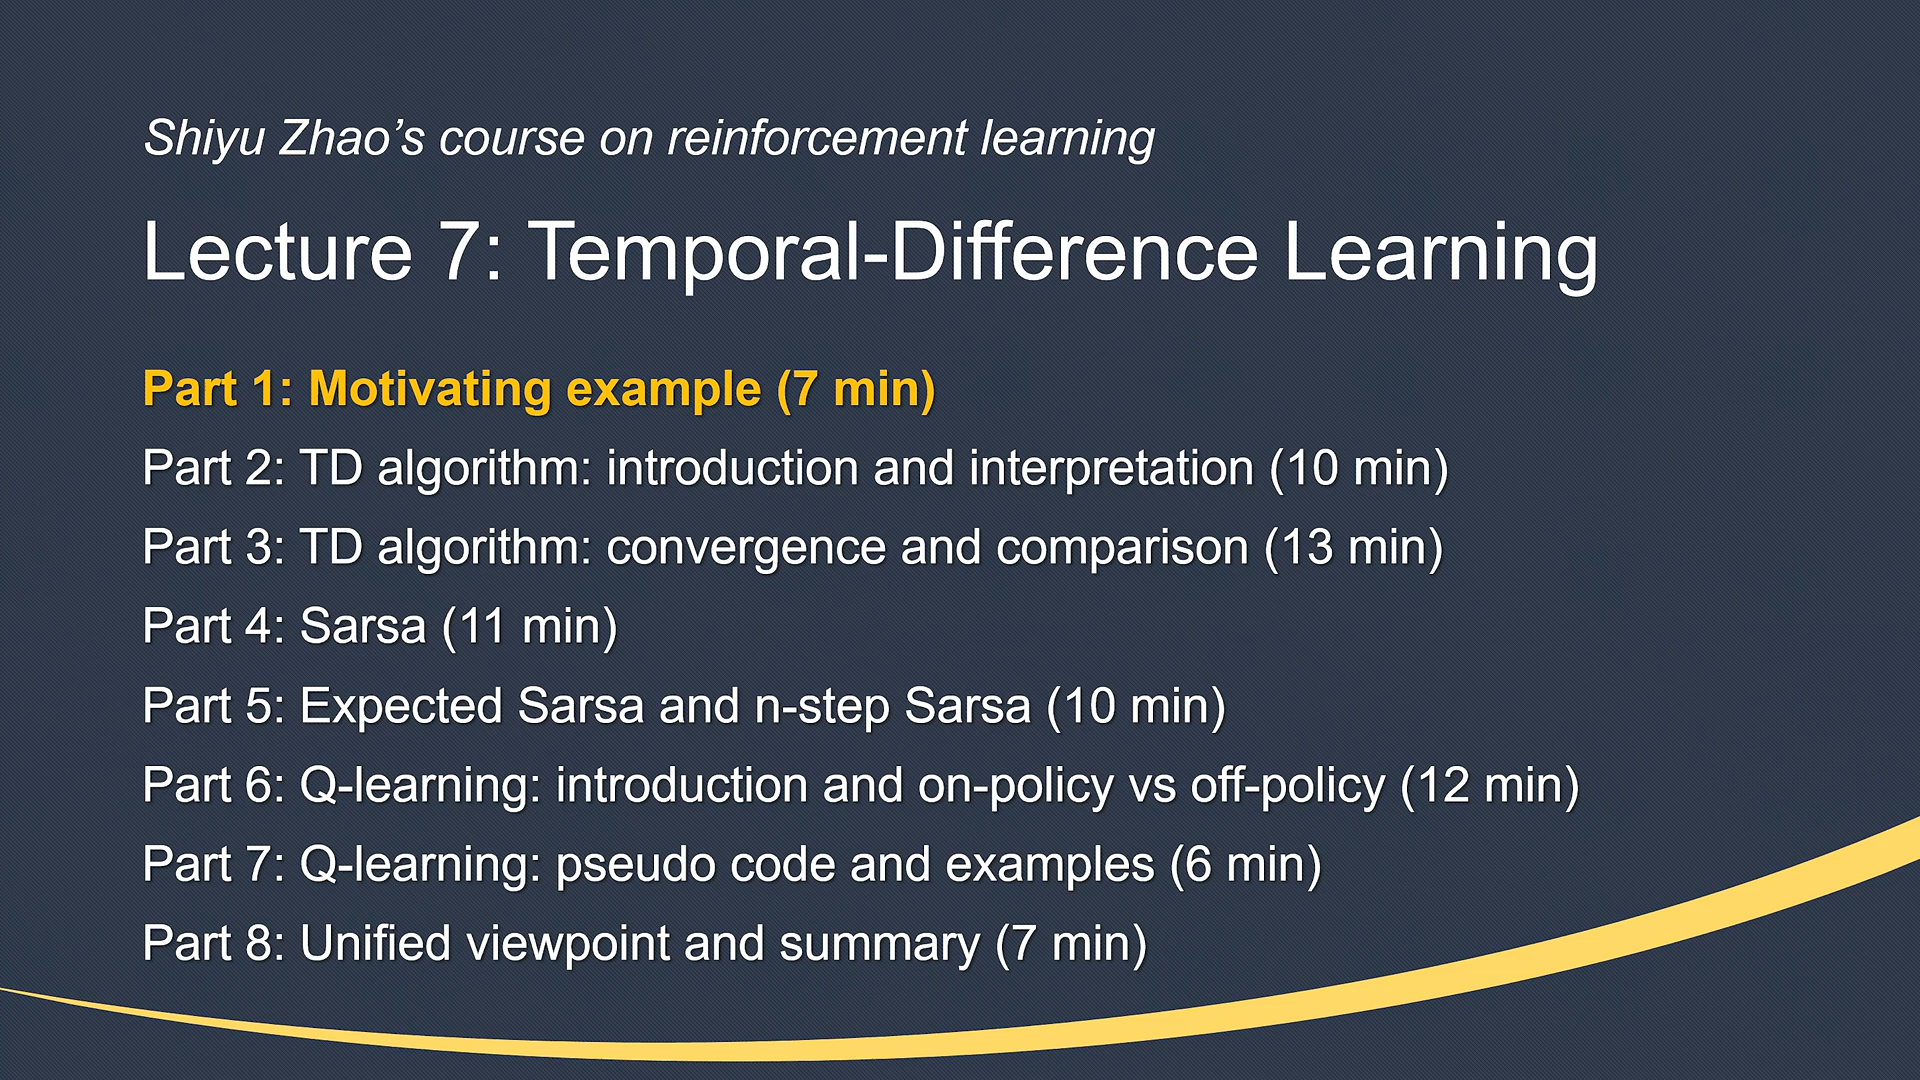 Shiyu Zhao’s course on reinforcement learning
Lecture 7: Temporal-Difference Learning
Part 1: Motivating example (7 min)
Part 2: TD algorithm: introduction and interpretation (10 min)
Part 3: TD algorithm: convergence and comparison (13 min)
Part 4: Sarsa (11 min)
Part 5: Expected Sarsa and n-step Sarsa (10 min)
Part 6: Q-learning: introduction and on-policy vs off-policy (12 min)
Part 7: Q-learning: pseudo code and examples (6 min)
Part 8: Unified viewpoint and summary (7 min)